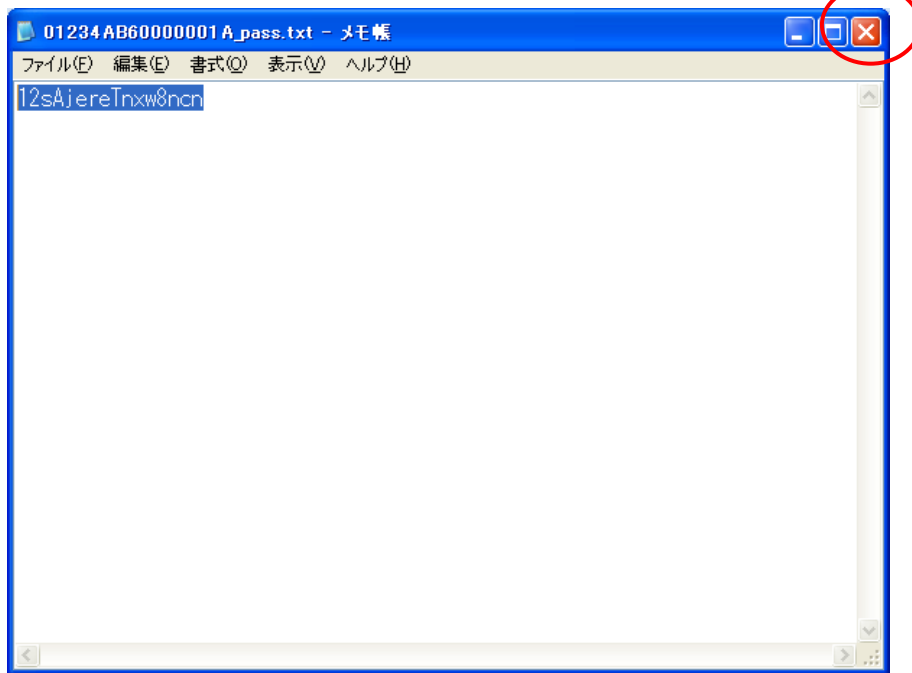 01234AB60000001A_pass.txt - メモ帳
ファイル(F) 編集(E) 書式(O) 表示(V) ヘルプ(H)
12sAjereTnxw8ncn